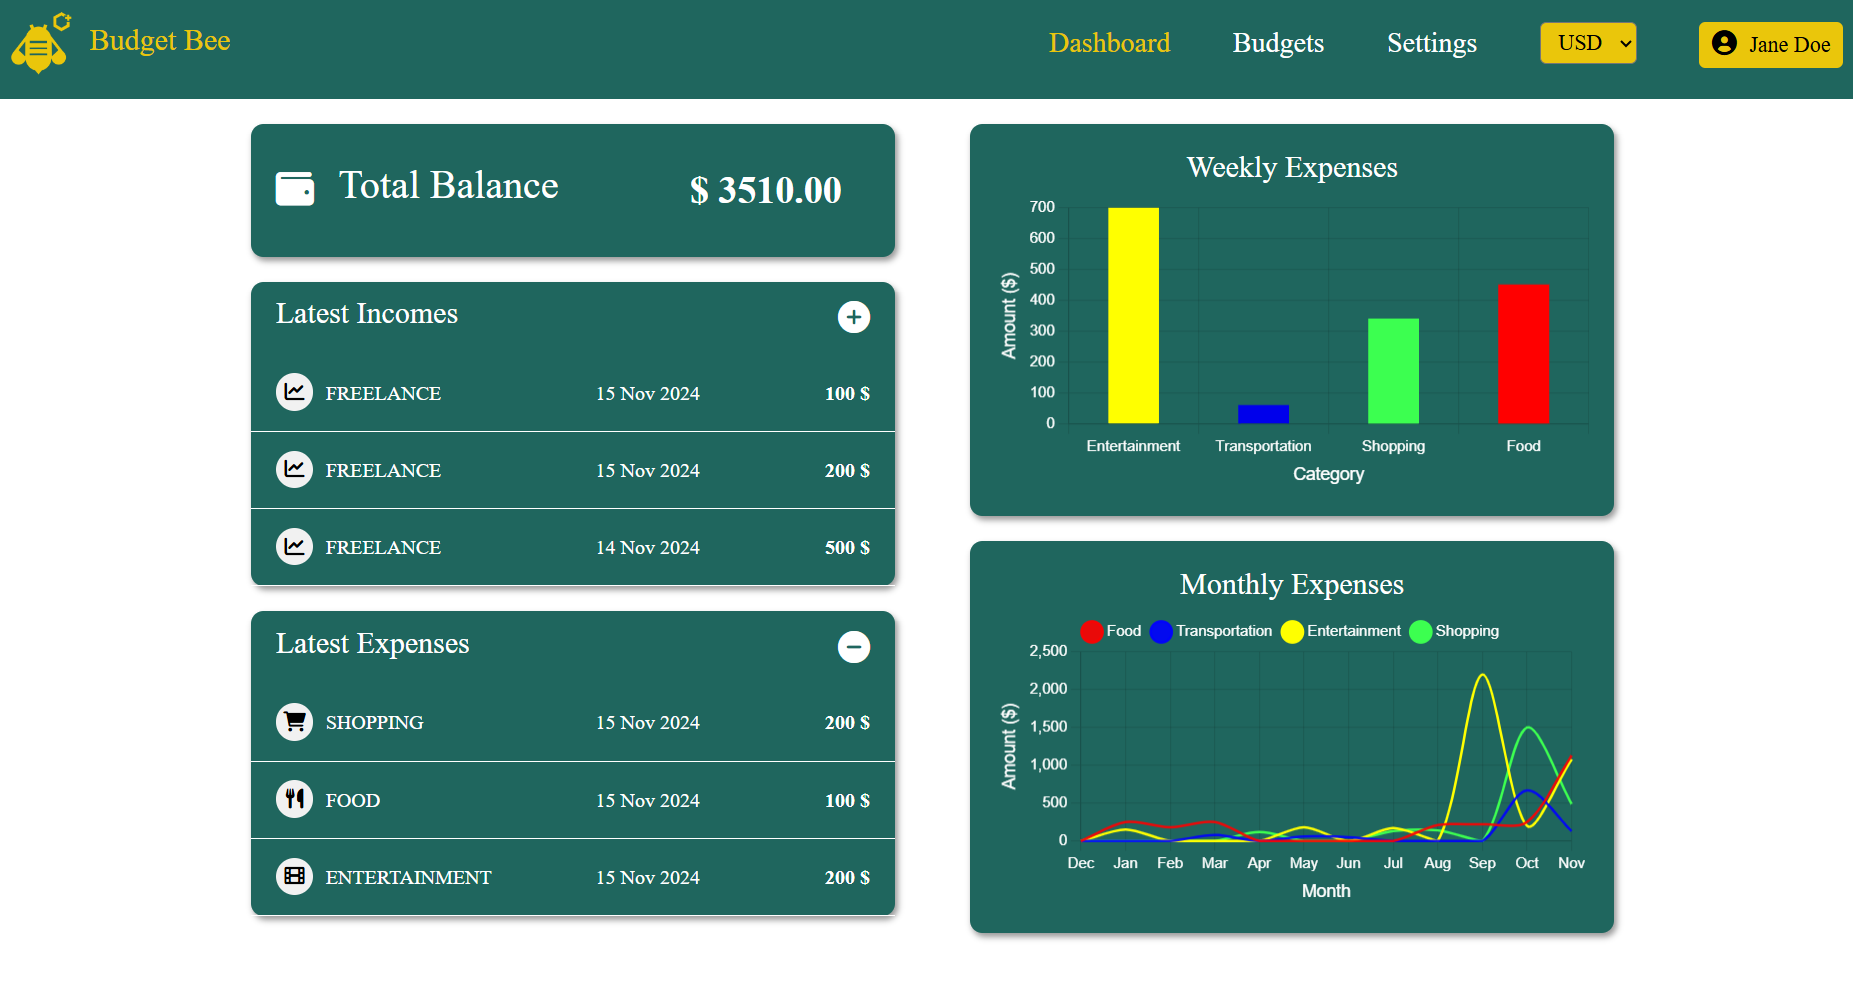 Budget Bee
Dashboard Budgets Settings USD Jane Doe
Total Balance $ 3510.00
Latest Incomes
FREELANCE 15 Nov 2024 100 $
FREELANCE 15 Nov 2024 200 $
FREELANCE 14 Nov 2024 500 $
Latest Expenses
SHOPPING 15 Nov 2024 200 $
FOOD 15 Nov 2024 100 $
ENTERTAINMENT 15 Nov 2024 200 $
Weekly Expenses
Amount ($)
700
600
500
400
300
200
100
0
Entertainment Transportation Shopping Food
Category
Monthly Expenses
Food Transportation Entertainment Shopping
Amount ($)
2,500
2,000
1,500
1,000
500
0
Dec Jan Feb Mar Apr May Jun Jul Aug Sep Oct Nov
Month